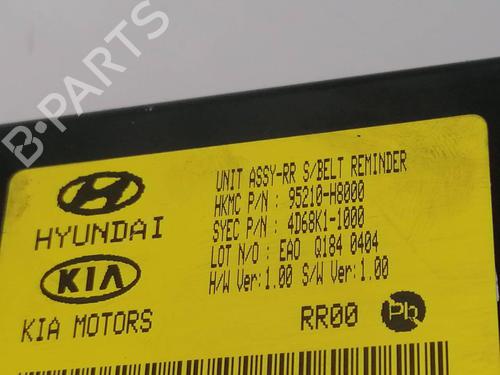 B-PARTS
UNIT ASSY-RR S/BELT REMINDER
HKMC P/N : 95210-H8000
SYEC P/N : 4D68K1-1000
LOT N/O : EAO Q184 0404
H/W Ver:1.00 S/W Ver:1.00
HYUNDAI
KIA
KIA MOTORS
RR00 Pb